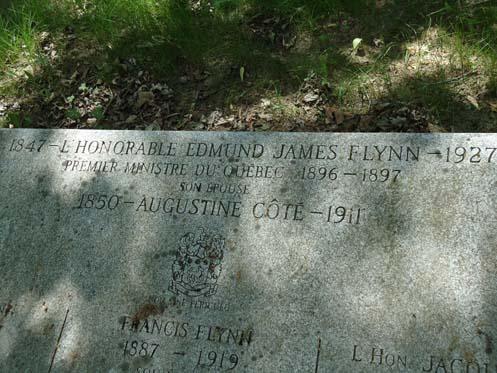 1847 - L'HONORABLE EDMUND JAMES FLYNN - 1927
PREMIER MINISTRE DU QUÉBEC 1896 - 1897
SON ÉPOUSE
1850 - AUGUSTINE CÔTÉ - 1911
FRANCIS FLYNN
1887 - 1919
L'HON. JACQ